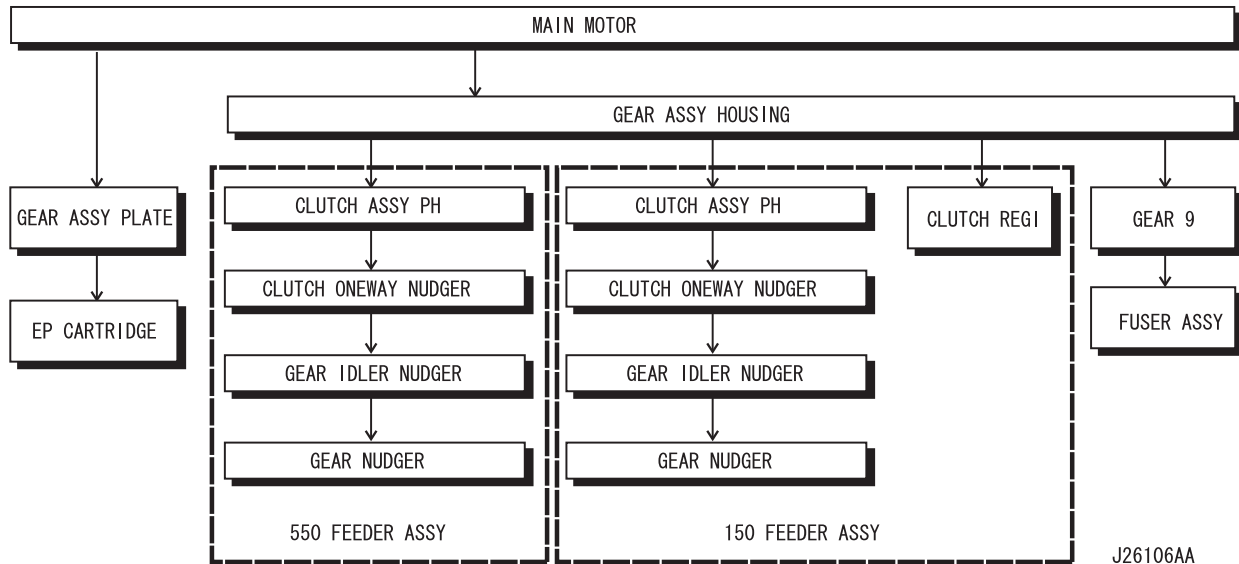 MAIN MOTOR
GEAR ASSY HOUSING
GEAR ASSY PLATE
CLUTCH ASSY PH
CLUTCH ASSY PH
CLUTCH REGI
GEAR 9
CLUTCH ONEWAY NUDGER
CLUTCH ONEWAY NUDGER
EP CARTRIDGE
FUSER ASSY
GEAR IDLER NUDGER
GEAR IDLER NUDGER
GEAR NUDGER
GEAR NUDGER
550 FEEDER ASSY
150 FEEDER ASSY
J26106AA